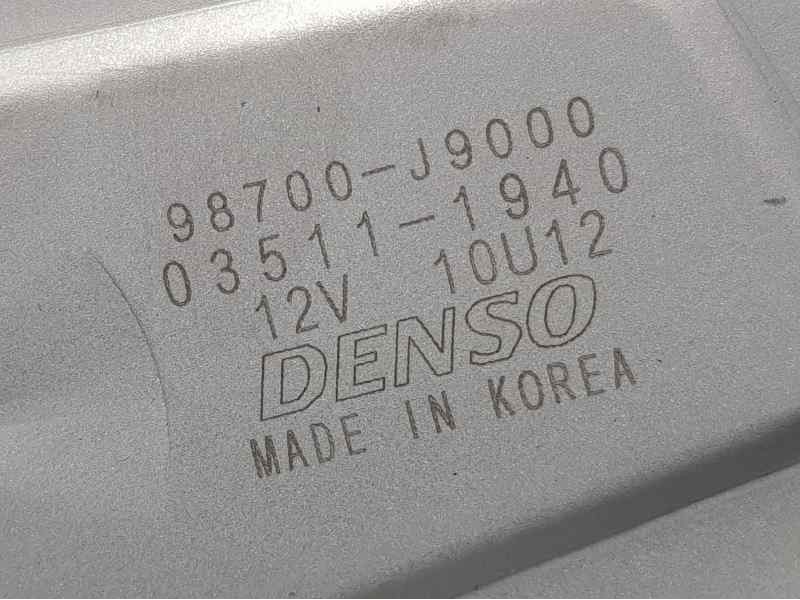 98700-J9000
03511-1940
12V 10U12
DENSO
MADE IN KOREA